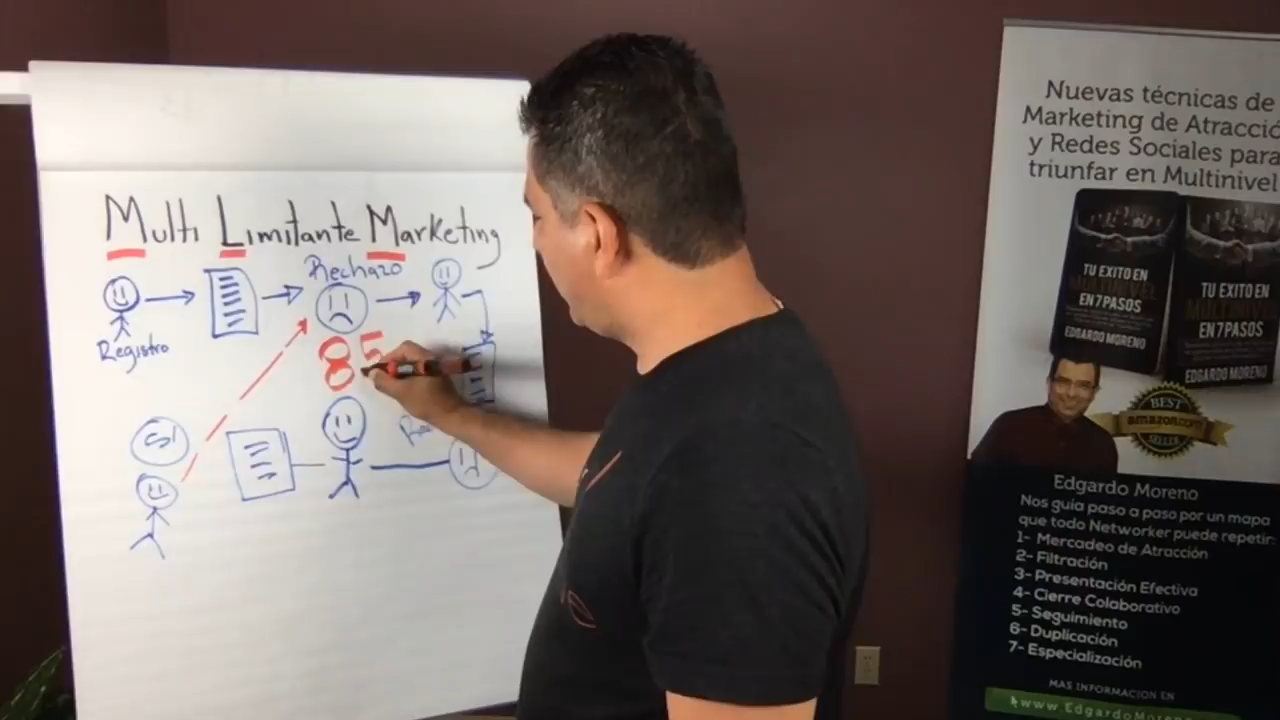 Multi Limitante Marketing
Rechazo
Registro
85
SI
Nuevas técnicas de
Marketing de Atracció
y Redes Sociales para
triunfar en Multinivel
TU EXITO EN
MULTINIVEL
EN 7 PASOS
EDGARDO MORENO
TU EXITO EN
MULTINIVEL
EN 7 PASOS
EDGARDO MORENO
BEST
amazon.com
SELLER
Edgardo Moreno
Nos guía paso a paso por un mapa
que todo Networker puede repetir:
1- Mercadeo de Atracción
2- Filtración
3- Presentación Efectiva
4- Cierre Colaborativo
5- Seguimiento
6- Duplicación
7- Especialización
MAS INFORMACION EN
www.EdgardoMoren